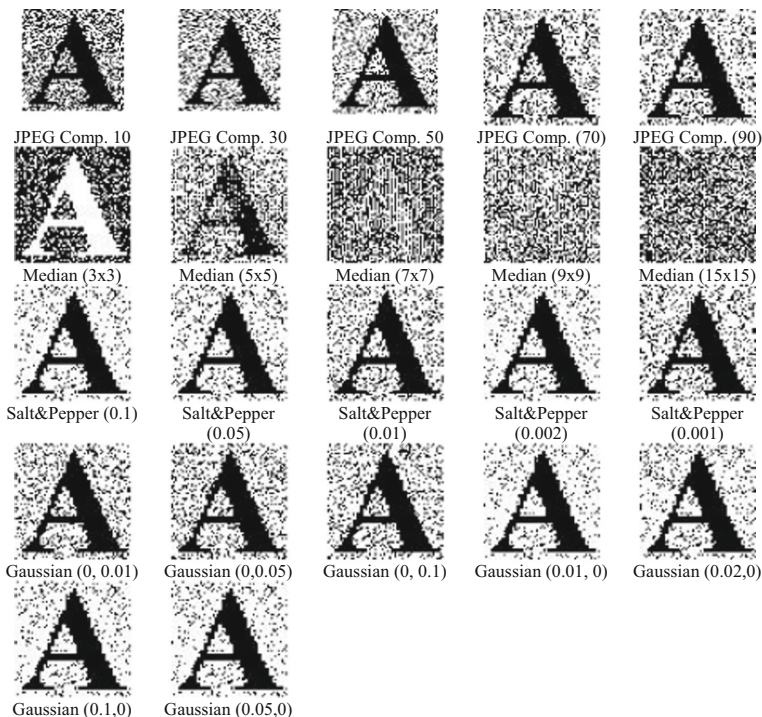 JPEG Comp. 10 JPEG Comp. 30 JPEG Comp. 50 JPEG Comp. (70) JPEG Comp. (90)
Median (3x3) Median (5x5) Median (7x7) Median (9x9) Median (15x15)
Salt&Pepper (0.1) Salt&Pepper (0.05) Salt&Pepper (0.01) Salt&Pepper (0.002) Salt&Pepper (0.001)
Gaussian (0, 0.01) Gaussian (0,0.05) Gaussian (0, 0.1) Gaussian (0.01, 0) Gaussian (0.02,0)
Gaussian (0.1,0) Gaussian (0.05,0)